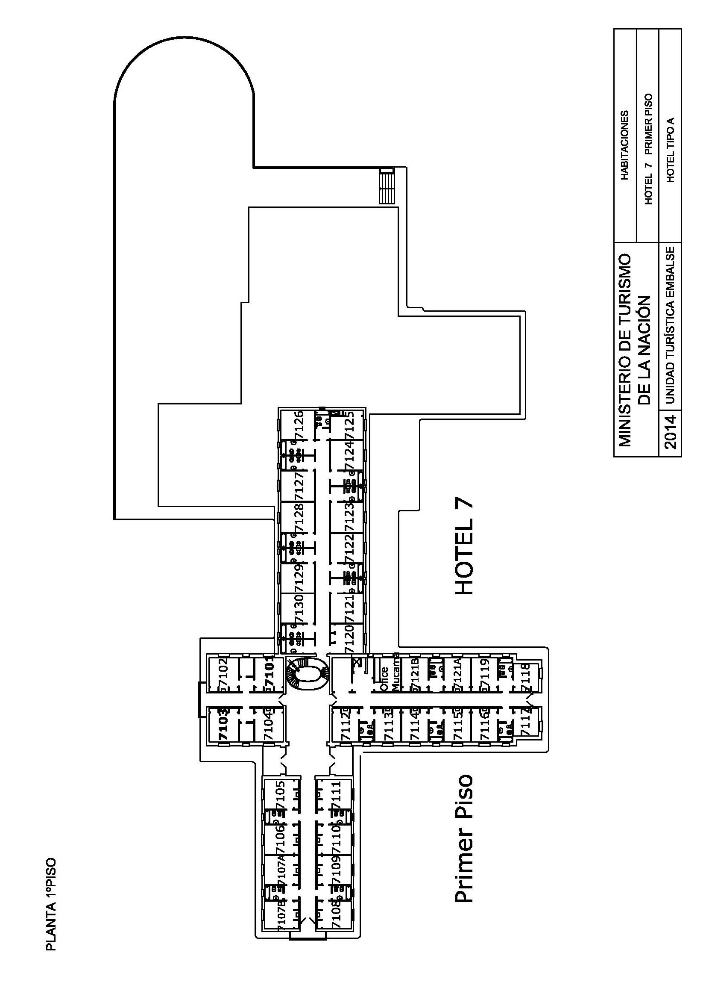 PLANTA 1ºPISO
7102
7101
7103
7104
7126
7125
7124
7127
7128
7123
7122
7129
7130
7121
7120
Ofice
Mucama
7121B
7121A
7119
7118
7112
7113
7114
7115
7116
7117
7105
7111
7106
7110
7107A
7109
7107B
7108
HOTEL 7
Primer Piso
MINISTERIO DE TURISMO
DE LA NACIÓN
HABITACIONES
HOTEL 7 PRIMER PISO
2014
UNIDAD TURÍSTICA EMBALSE
HOTEL TIPO A